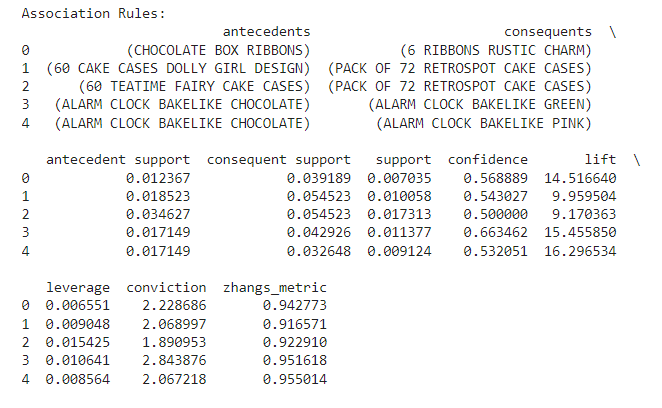 Association Rules:
antecedents consequents \
0 (CHOCOLATE BOX RIBBONS) (6 RIBBONS RUSTIC CHARM)
1 (60 CAKE CASES DOLLY GIRL DESIGN) (PACK OF 72 RETROSPOT CAKE CASES)
2 (60 TEATIME FAIRY CAKE CASES) (PACK OF 72 RETROSPOT CAKE CASES)
3 (ALARM CLOCK BAKELIKE CHOCOLATE) (ALARM CLOCK BAKELIKE GREEN)
4 (ALARM CLOCK BAKELIKE CHOCOLATE) (ALARM CLOCK BAKELIKE PINK)
antecedent support consequent support support confidence lift \
0 0.012367 0.039189 0.007035 0.568889 14.516640
1 0.018523 0.054523 0.010058 0.543027 9.959504
2 0.034627 0.054523 0.017313 0.500000 9.170363
3 0.017149 0.042926 0.011377 0.663462 15.455850
4 0.017149 0.032648 0.009124 0.532051 16.296534
leverage conviction zhangs_metric
0 0.006551 2.228686 0.942773
1 0.009048 2.068997 0.916571
2 0.015425 1.890953 0.922910
3 0.010641 2.843876 0.951618
4 0.008564 2.067218 0.955014